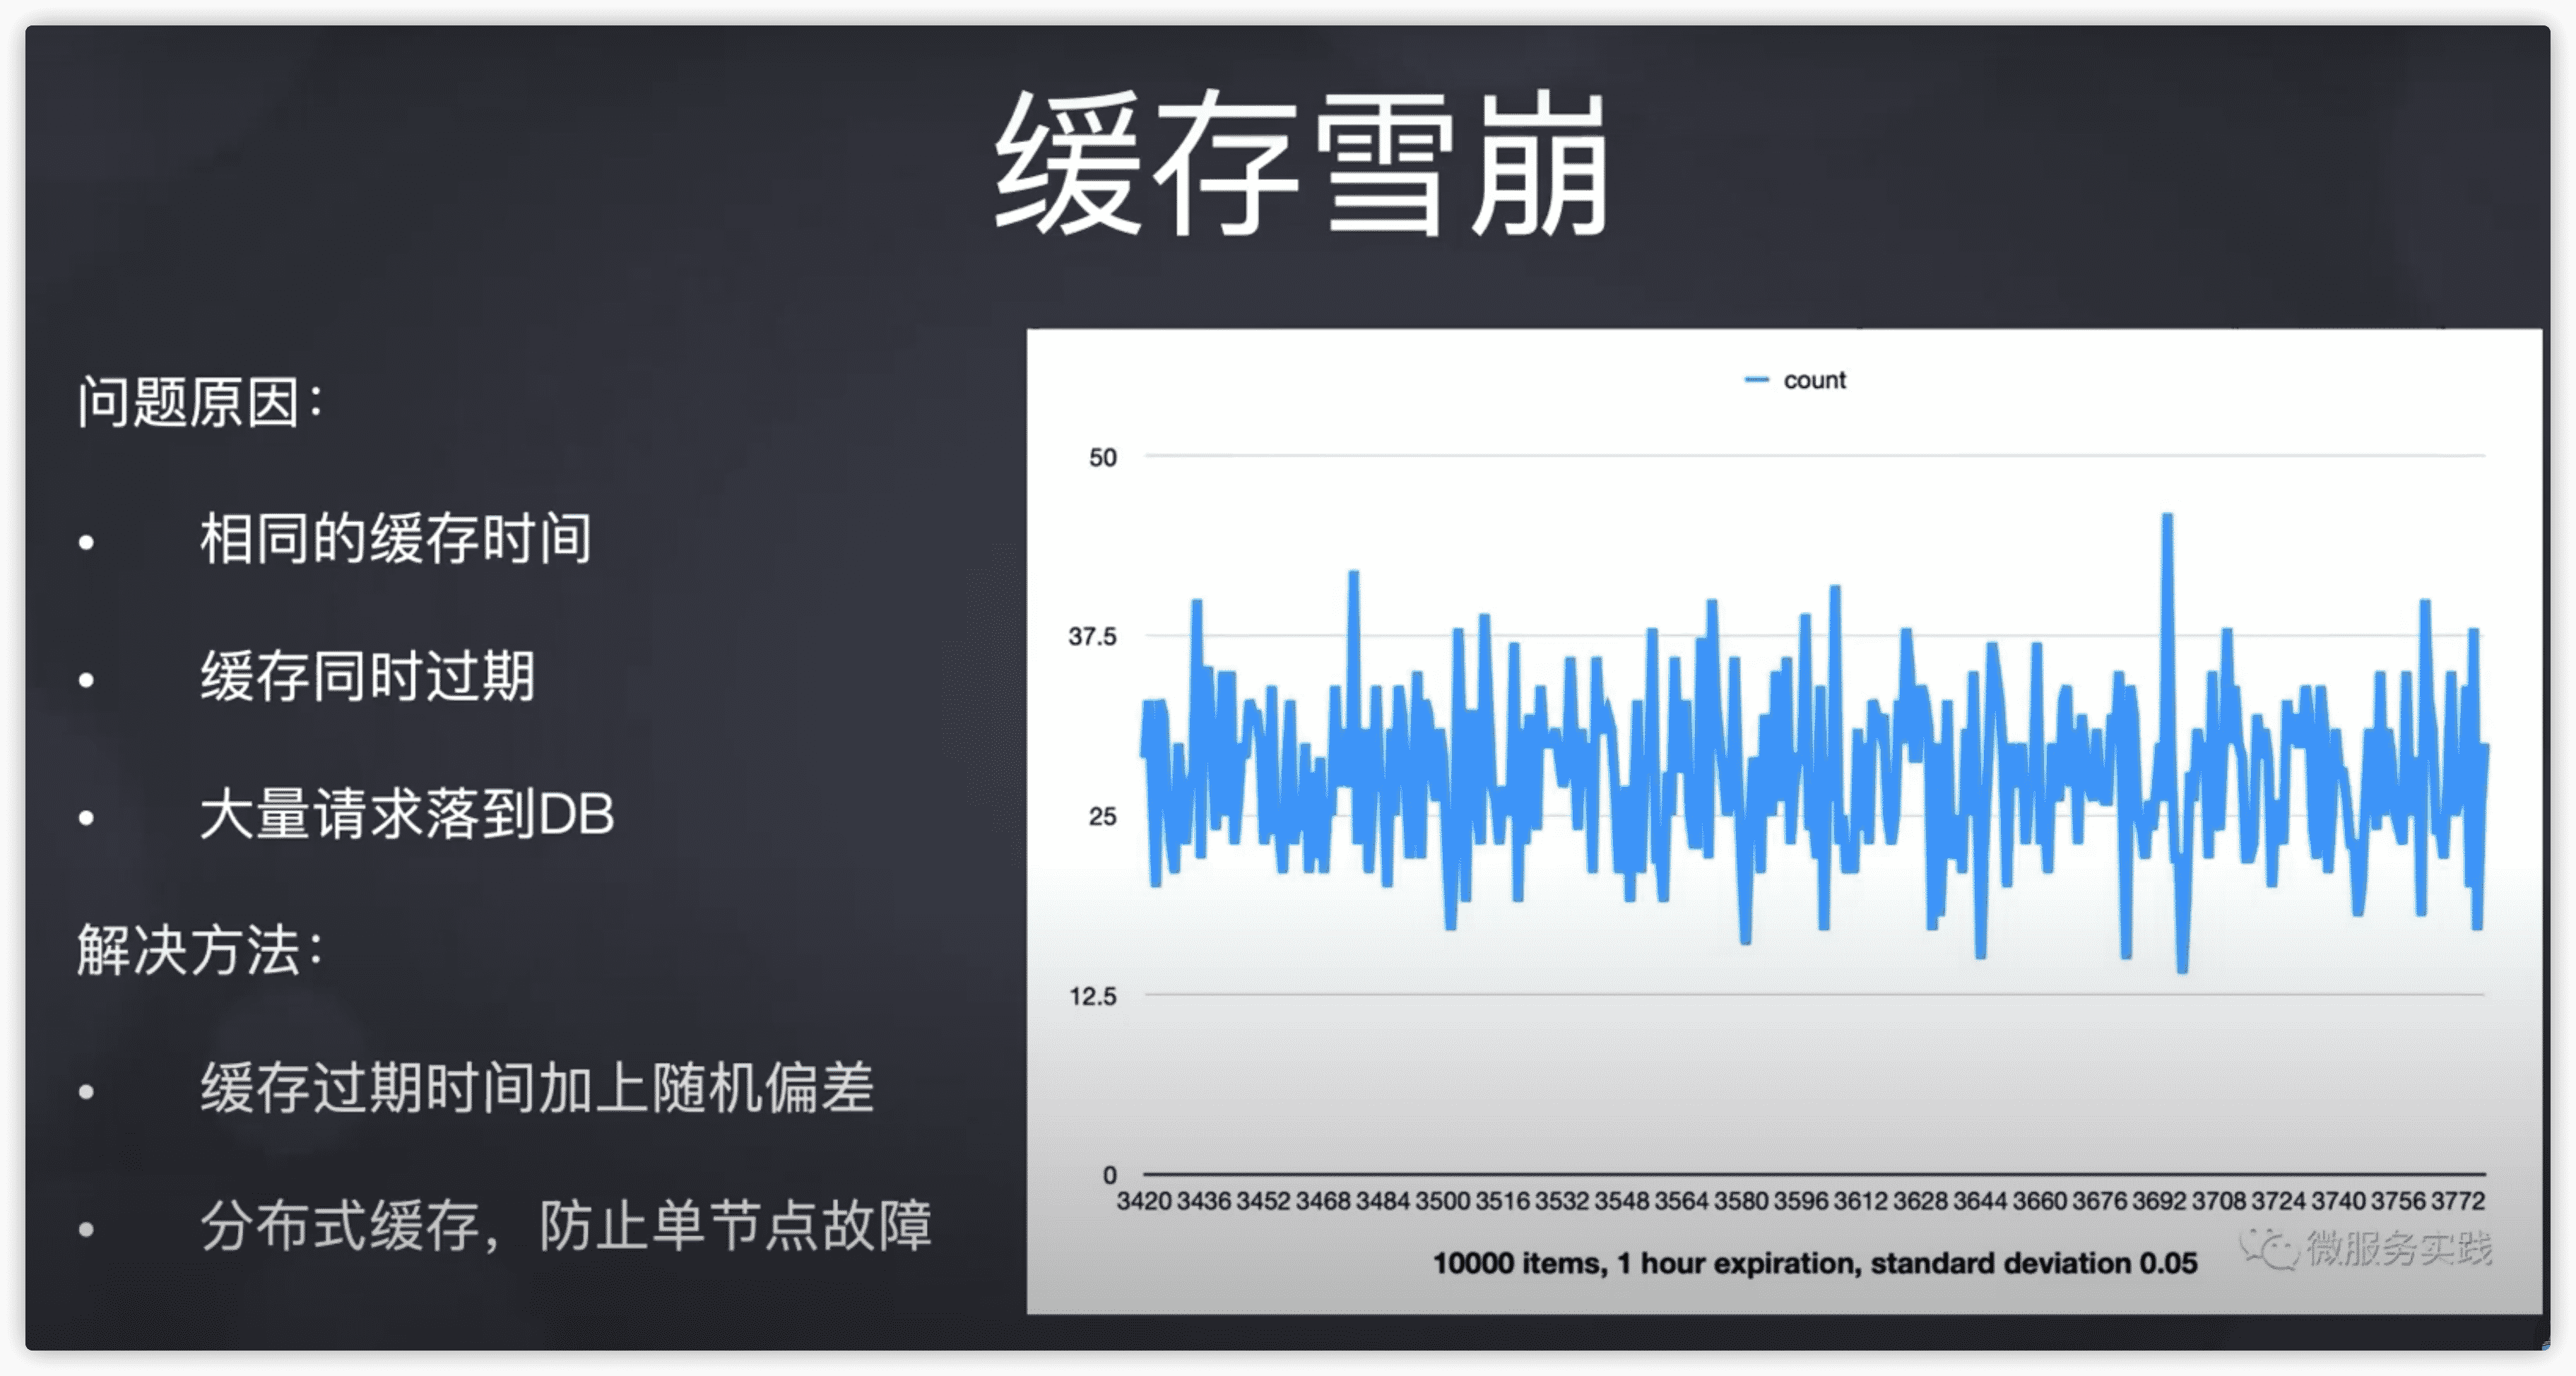 缓存雪崩
问题原因：
• 相同的缓存时间
• 缓存同时过期
• 大量请求落到DB
解决方法：
• 缓存过期时间加上随机偏差
• 分布式缓存，防止单节点故障
count
50
37.5
25
12.5
0
3420 3436 3452 3468 3484 3500 3516 3532 3548 3564 3580 3596 3612 3628 3644 3660 3676 3692 3708 3724 3740 3756 3772
10000 items, 1 hour expiration, standard deviation 0.05
微服务实践